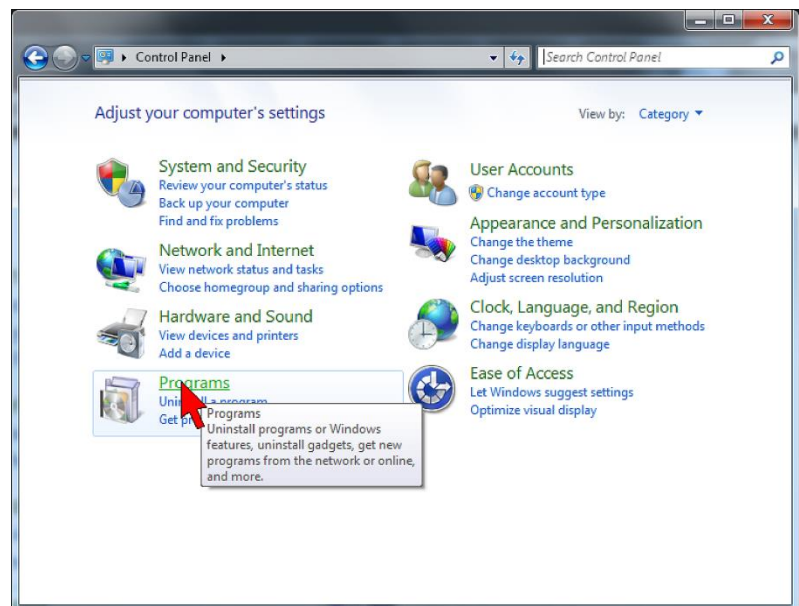 Control Panel
Search Control Panel
Adjust your computer's settings
View by: Category
System and Security
Review your computer's status
Back up your computer
Find and fix problems
Network and Internet
View network status and tasks
Choose homegroup and sharing options
Hardware and Sound
View devices and printers
Add a device
Programs
a program
Get
Programs
Uninstall programs or Windows
features, uninstall gadgets, get new
programs from the network or online,
and more.
User Accounts
Change account type
Appearance and Personalization
Change the theme
Change desktop background
Adjust screen resolution
Clock, Language, and Region
Change keyboards or other input methods
Change display language
Ease of Access
Let Windows suggest settings
Optimize visual display